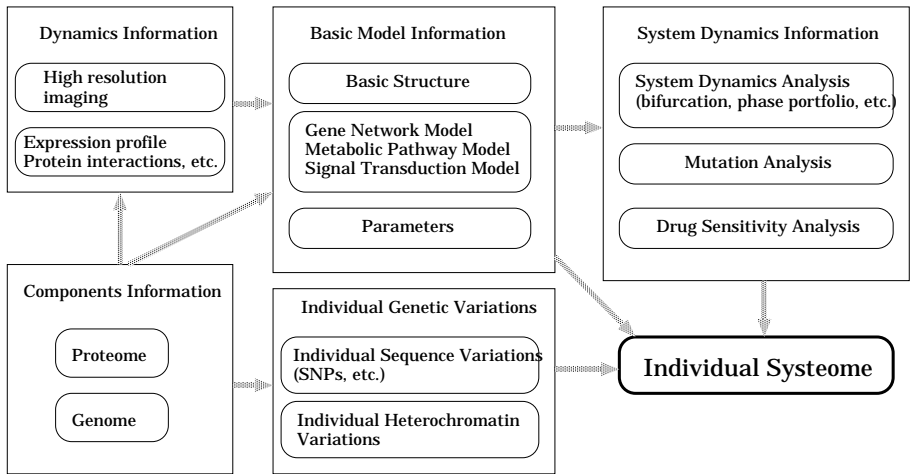 Dynamics Information
High resolution
imaging
Expression profile
Protein interactions, etc.
Basic Model Information
Basic Structure
Gene Network Model
Metabolic Pathway Model
Signal Transduction Model
Parameters
System Dynamics Information
System Dynamics Analysis
(bifurcation, phase portfolio, etc.)
Mutation Analysis
Drug Sensitivity Analysis
Components Information
Proteome
Genome
Individual Genetic Variations
Individual Sequence Variations
(SNPs, etc.)
Individual Heterochromatin
Variations
Individual Systeome